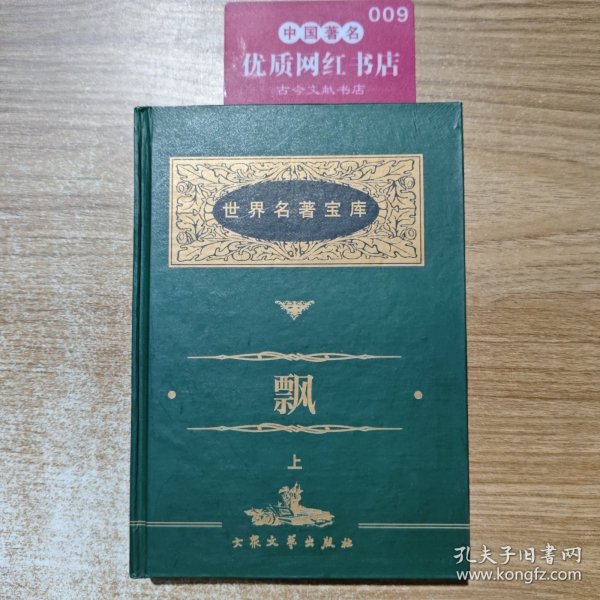 009
中国著名
优质网红书店
古今文献书店
世界名著宝库
飘
上
大众文艺出版社
孔夫子旧书网
www.kongfz.com